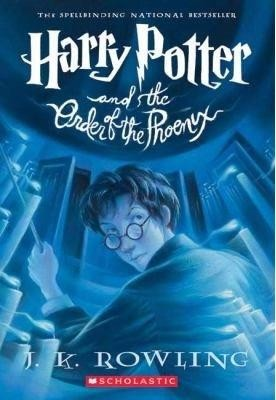 THE SPELLBINDING NATIONAL BESTSELLER
Harry Potter
and the
Order of the Phoenix
J. K. ROWLING
SCHOLASTIC